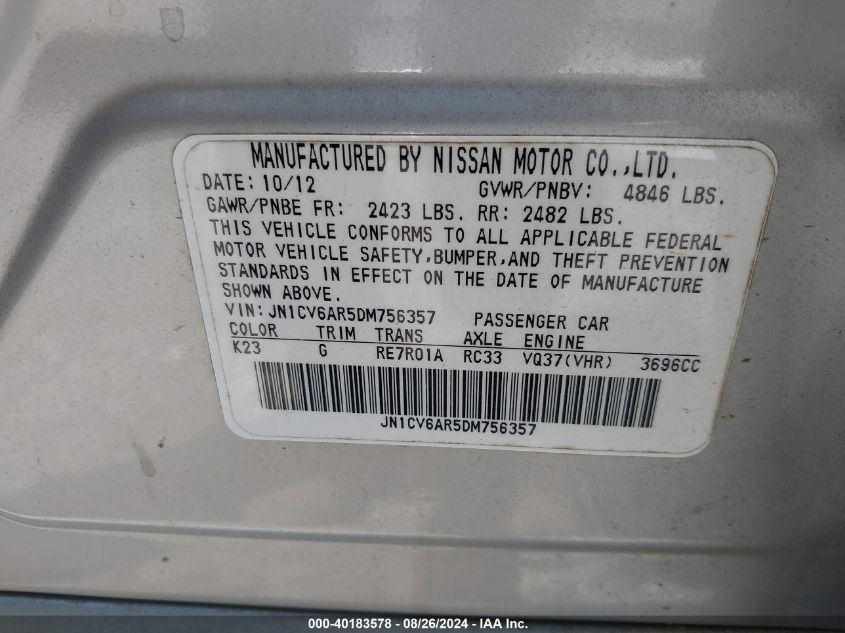 MANUFACTURED BY NISSAN MOTOR CO.,LTD.
DATE: 10/12 GVWR/PNBV: 4846 LBS.
GAWR/PNBE FR: 2423 LBS. RR: 2482 LBS.
THIS VEHICLE CONFORMS TO ALL APPLICABLE FEDERAL
MOTOR VEHICLE SAFETY,BUMPER,AND THEFT PREVENTION
STANDARDS IN EFFECT ON THE DATE OF MANUFACTURE
SHOWN ABOVE.
VIN: JN1CV6AR5DM756357 PASSENGER CAR
COLOR TRIM TRANS AXLE ENGINE
K23 G RE7R01A RC33 VQ37(VHR) 3696CC
JN1CV6AR5DM756357
000-40183578 - 08/26/2024 - IAA Inc.